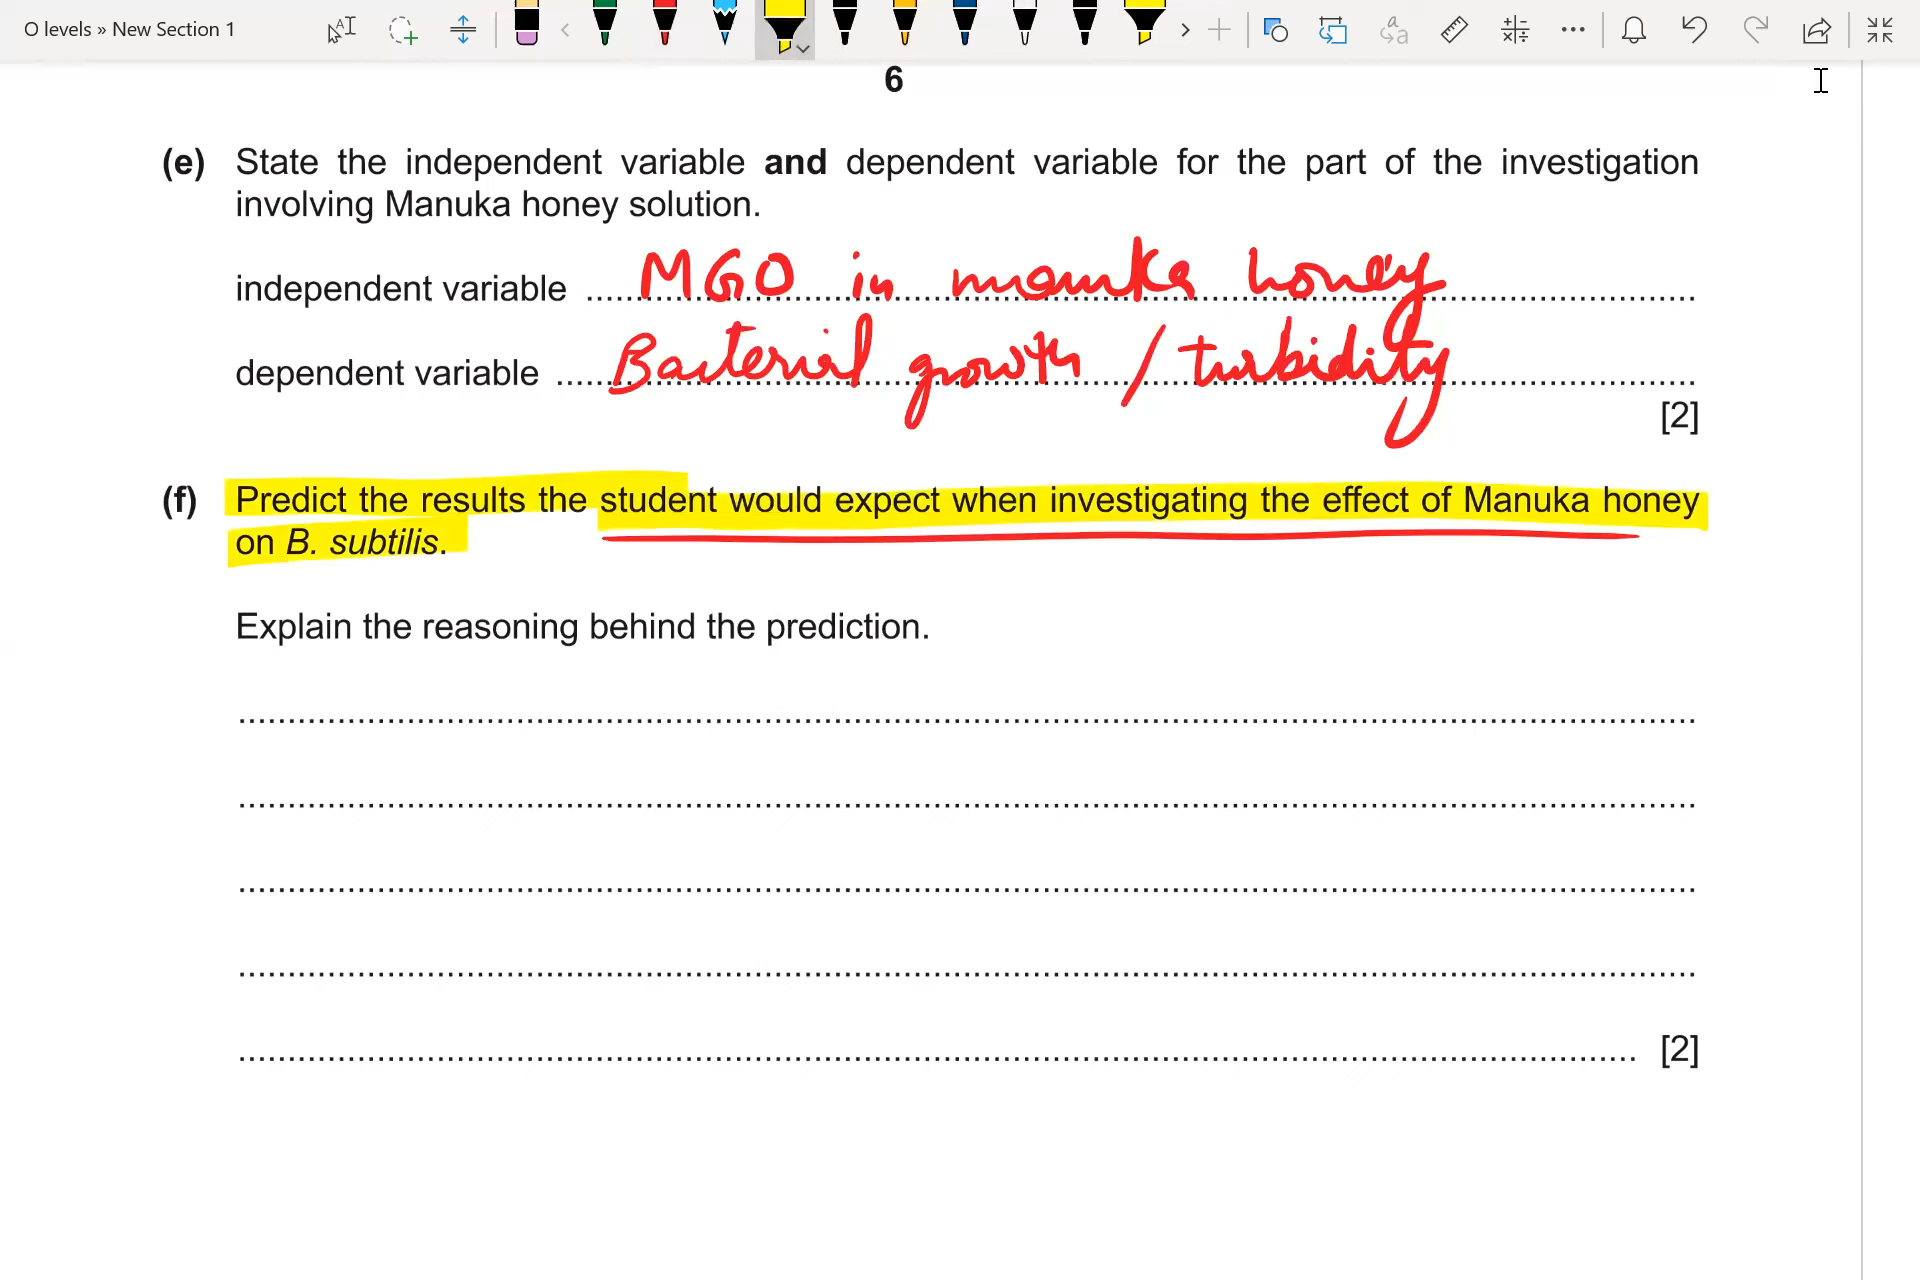 O levels » New Section 1
6
(e) State the independent variable and dependent variable for the part of the investigation
involving Manuka honey solution.
independent variable MGO in manuka honey
dependent variable Bacterial growth / turbidity
[2]
(f) Predict the results the student would expect when investigating the effect of Manuka honey
on B. subtilis.
Explain the reasoning behind the prediction.
[2]